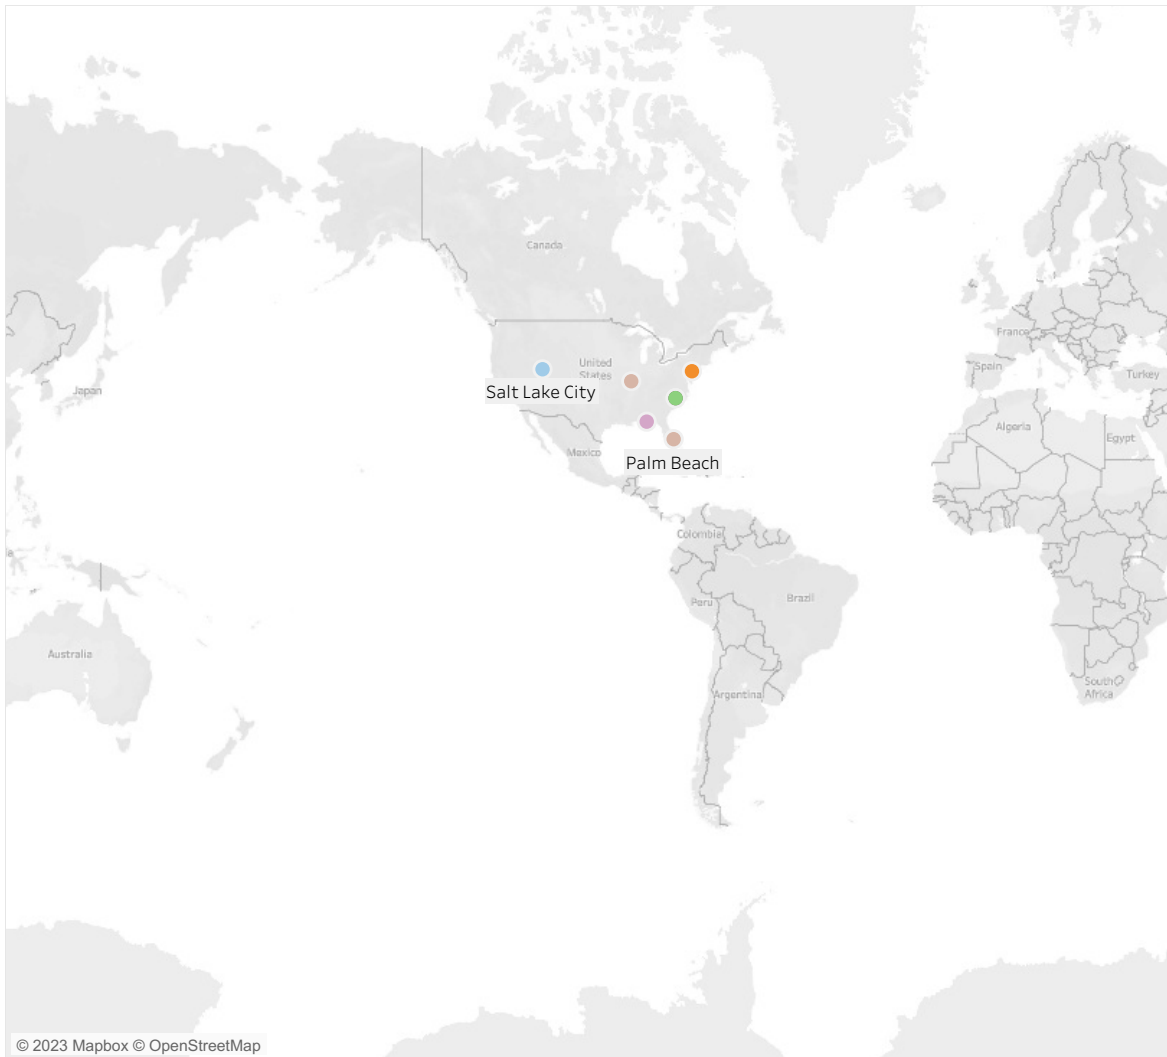 Canada
United
States
Salt Lake City
Palm Beach
Mexico
France
Spain
Turkey
Japan
Algeria
Egypt
Colombia
Peru
Brazil
Australia
Argentina
South
Africa
© 2023 Mapbox © OpenStreetMap